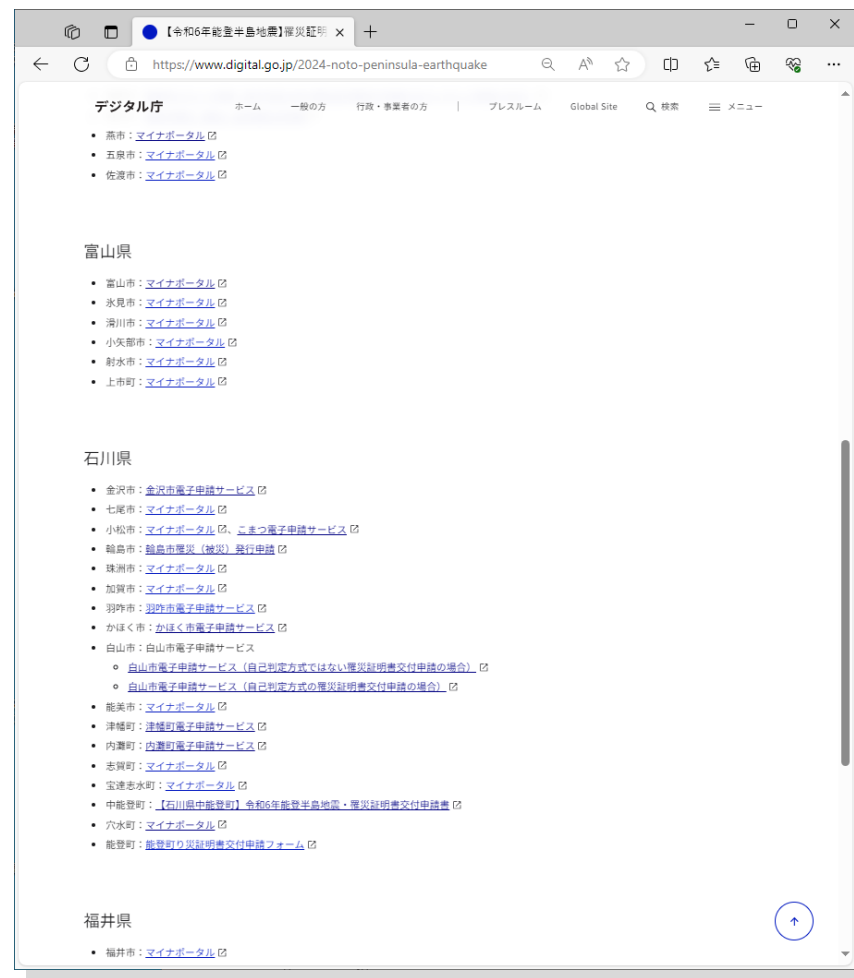 【令和6年能登半島地震】罹災証明
https://www.digital.go.jp/2024-noto-peninsula-earthquake
デジタル庁 ホーム 一般の方 行政・事業者の方 | プレスルーム Global Site 検索 メニュー
燕市：マイナポータル
五泉市：マイナポータル
佐渡市：マイナポータル
富山県
富山市：マイナポータル
氷見市：マイナポータル
滑川市：マイナポータル
小矢部市：マイナポータル
射水市：マイナポータル
上市町：マイナポータル
石川県
金沢市：金沢市電子申請サービス
七尾市：マイナポータル
小松市：マイナポータル、こまつ電子申請サービス
輪島市：輪島市罹災（被災）発行申請
珠洲市：マイナポータル
加賀市：マイナポータル
羽咋市：羽咋市電子申請サービス
かほく市：かほく市電子申請サービス
白山市：白山市電子申請サービス
白山市電子申請サービス（自己判定方式ではない罹災証明書交付申請の場合）
白山市電子申請サービス（自己判定方式の罹災証明書交付申請の場合）
能美市：マイナポータル
津幡町：津幡町電子申請サービス
内灘町：内灘町電子申請サービス
志賀町：マイナポータル
宝達志水町：マイナポータル
中能登町：【石川県中能登町】令和6年能登半島地震・罹災証明書交付申請書
穴水町：マイナポータル
能登町：能登町り災証明書交付申請フォーム
福井県
福井市：マイナポータル